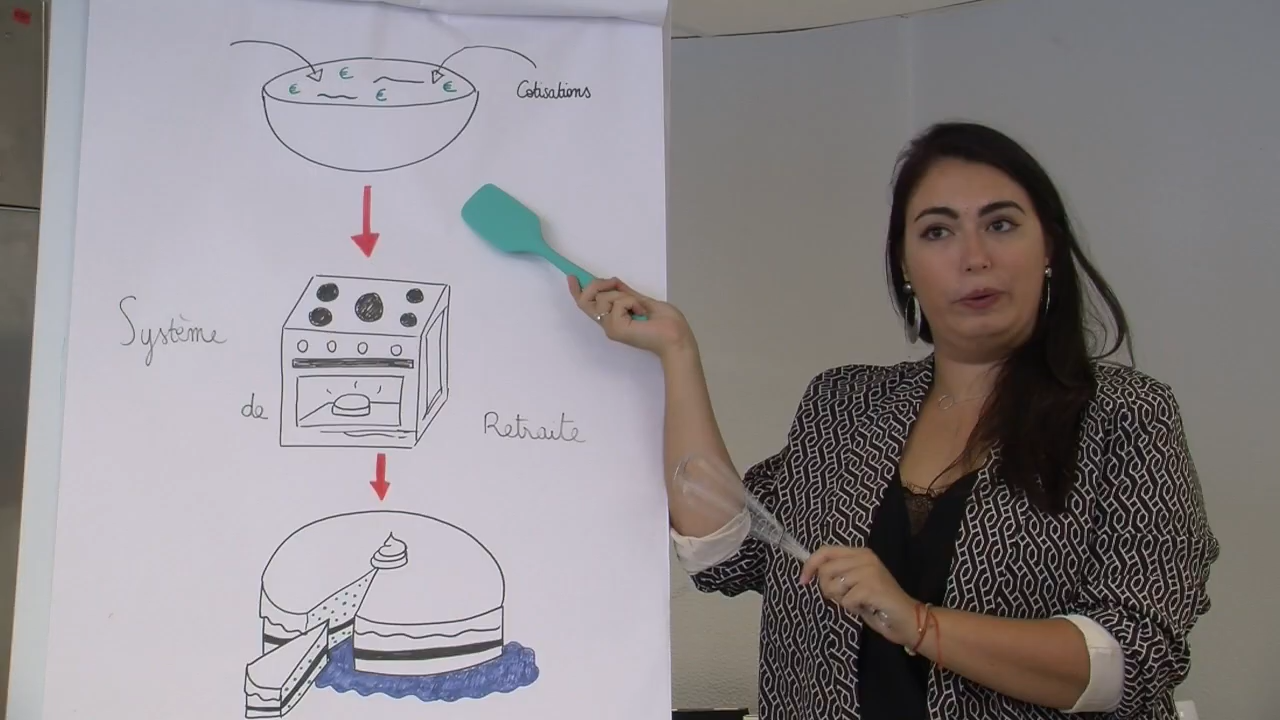 € € € €
Cotisations
Système
de
Retraite